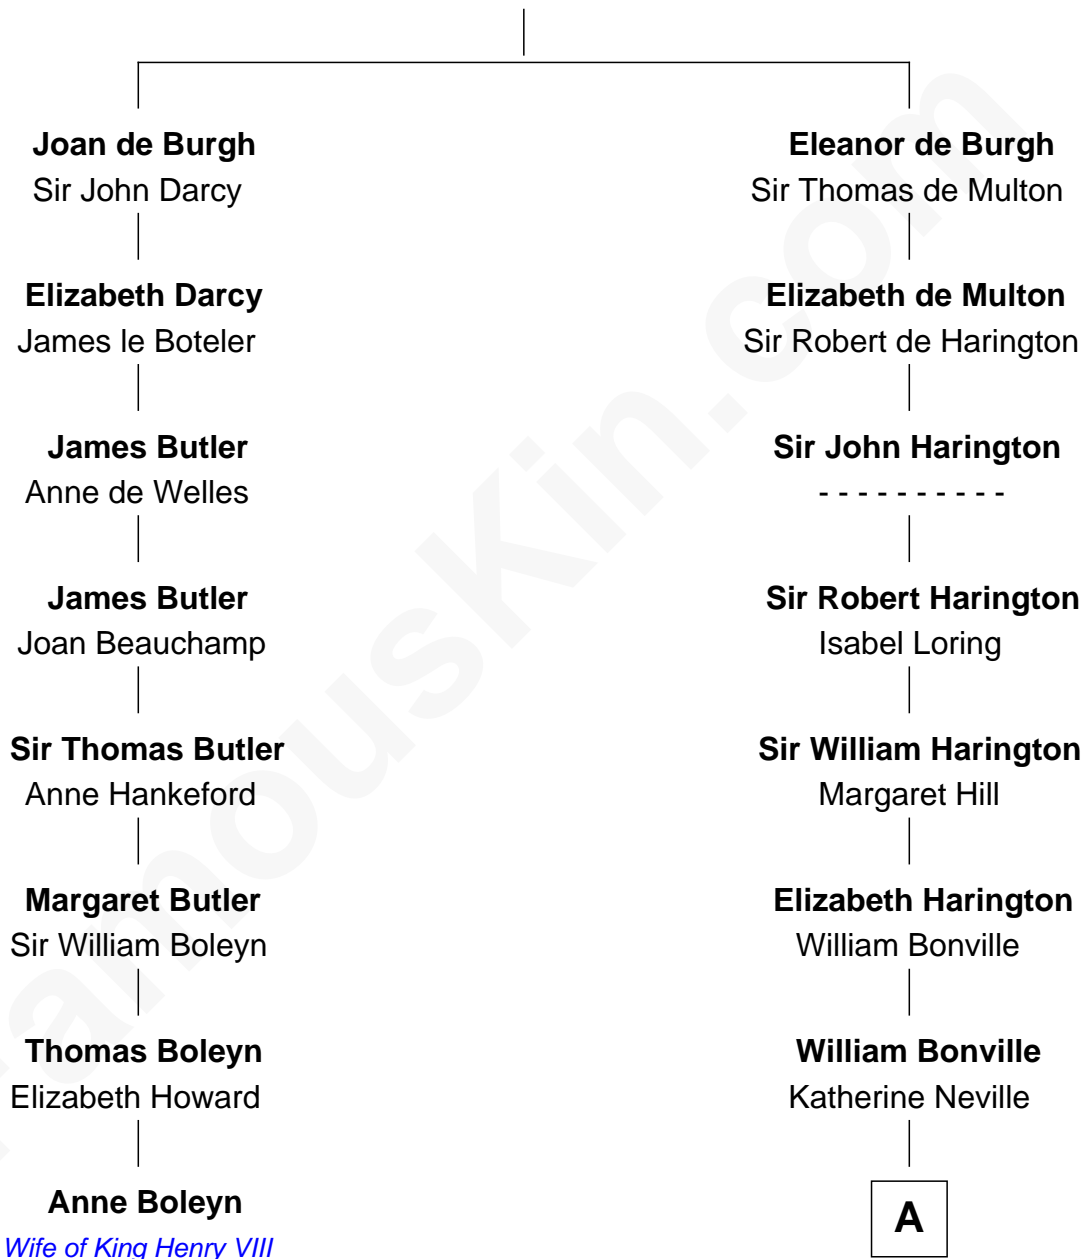 Joan de Burgh
Sir John Darcy
Elizabeth Darcy
James le Boteler
James Butler
Anne de Welles
James Butler
Joan Beauchamp
Sir Thomas Butler
Anne Hankeford
Margaret Butler
Sir William Boleyn
Thomas Boleyn
Elizabeth Howard
Anne Boleyn
Wife of King Henry VIII
Eleanor de Burgh
Sir Thomas de Multon
Elizabeth de Multon
Sir Robert de Harington
Sir John Harington
- - - - - - - - - -
Sir Robert Harington
Isabel Loring
Sir William Harington
Margaret Hill
Elizabeth Harington
William Bonville
William Bonville
Katherine Neville
A
FamousKin.com